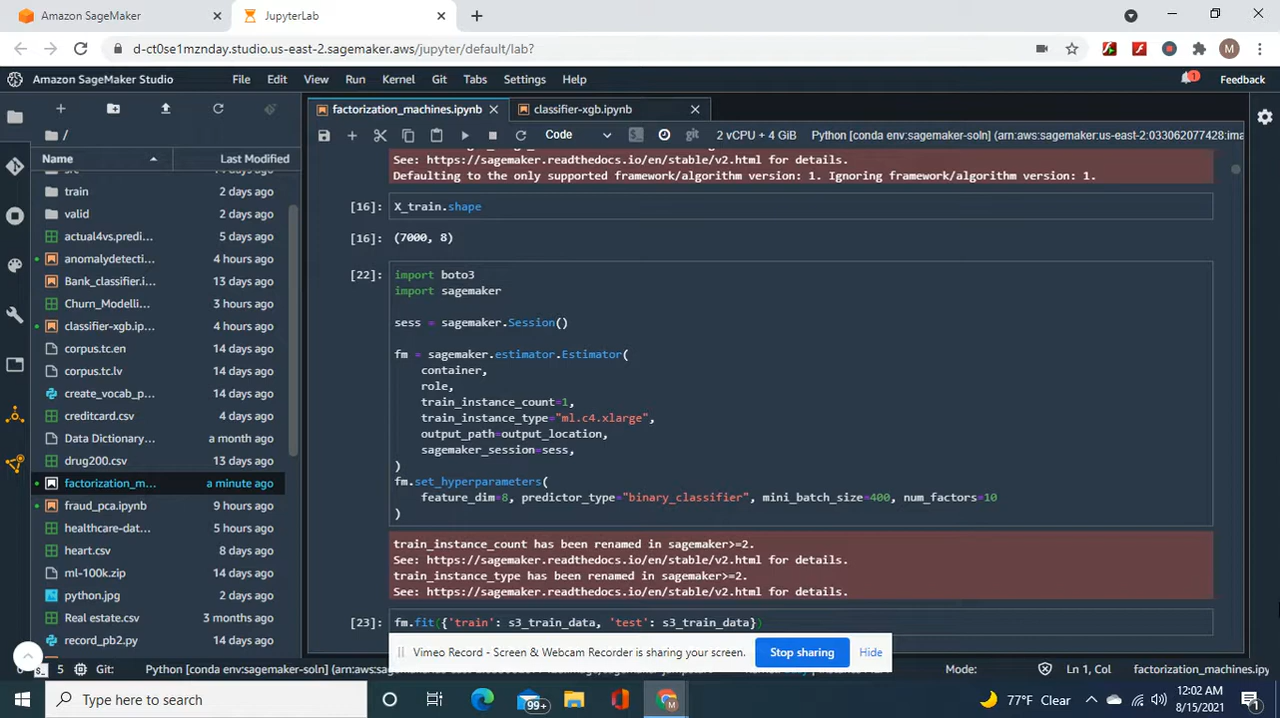 Amazon SageMaker
JupyterLab
d-ct0se1mznday.studio.us-east-2.sagemaker.aws/jupyter/default/lab?
M
Amazon SageMaker Studio
File Edit View Run Kernel Git Tabs Settings Help
1
Feedback
factorization_machines.ipynb
classifier-xgb.ipynb
Code
git
2 vCPU + 4 GiB
Python [conda env:sagemaker-soln] (arn:aws:sagemaker:us-east-2:033062077428:ima
/
Name
Last Modified
train 2 days ago
valid 2 days ago
actual4vs.predi... 5 days ago
anomalydetecti... 4 hours ago
Bank_classifier.i... 13 days ago
Churn_Modelli... 3 hours ago
classifier-xgb.ip... 4 hours ago
corpus.tc.en 14 days ago
corpus.tc.lv 14 days ago
create_vocab_p... 14 days ago
creditcard.csv 4 days ago
Data Dictionary... a month ago
drug200.csv 13 days ago
factorization_m... a minute ago
fraud_pca.ipynb 9 hours ago
healthcare-dat... 5 hours ago
heart.csv 8 days ago
ml-100k.zip 14 days ago
python.jpg 2 days ago
Real estate.csv 3 months ago
record_pb2.py 14 days ago
See: https://sagemaker.readthedocs.io/en/stable/v2.html for details.
Defaulting to the only supported framework/algorithm version: 1. Ignoring framework/algorithm version: 1.
[16]: X_train.shape
[16]: (7000, 8)
[22]: import boto3
import sagemaker
sess = sagemaker.Session()
fm = sagemaker.estimator.Estimator(
container,
role,
train_instance_count=1,
train_instance_type="ml.c4.xlarge",
output_path=output_location,
sagemaker_session=sess,
)
fm.set_hyperparameters(
feature_dim=8, predictor_type="binary_classifier", mini_batch_size=400, num_factors=10
)
train_instance_count has been renamed in sagemaker>=2.
See: https://sagemaker.readthedocs.io/en/stable/v2.html for details.
train_instance_type has been renamed in sagemaker>=2.
See: https://sagemaker.readthedocs.io/en/stable/v2.html for details.
[23]: fm.fit({'train': s3_train_data, 'test': s3_train_data})
Vimeo Record - Screen & Webcam Recorder is sharing your screen.
Stop sharing
Hide
5
Git:
Python [conda env:sagemaker-soln]
Mode:
Ln 1, Col
factorization_machines.ipy
Type here to search
99+
M
77°F Clear
12:02 AM
8/15/2021
1